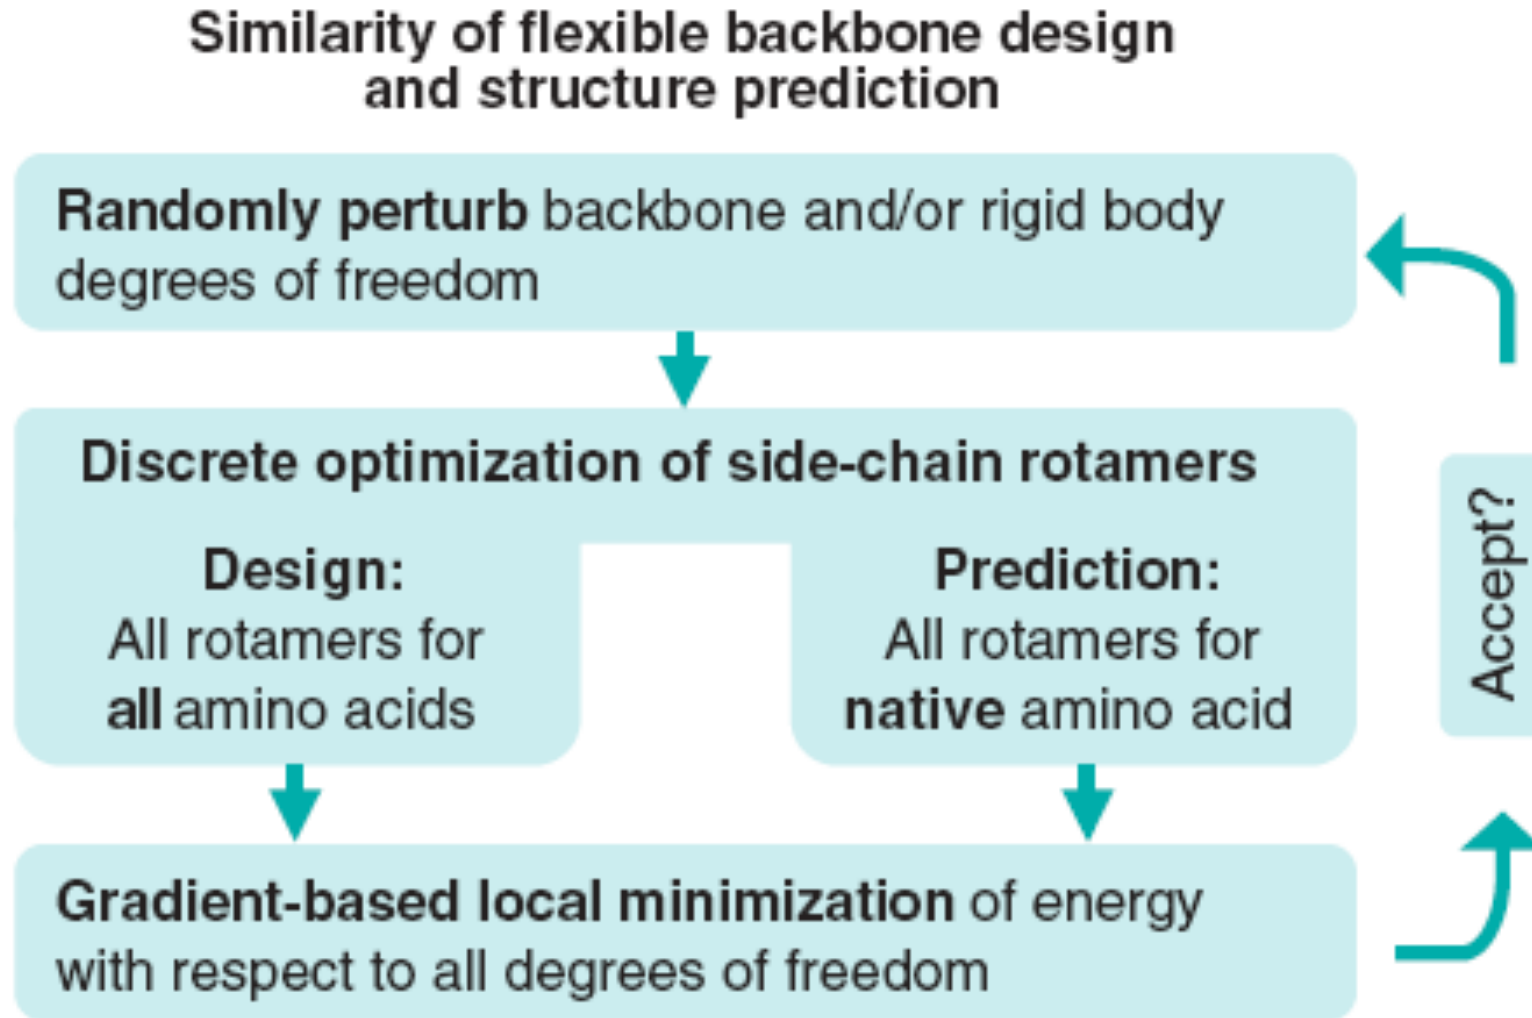 Similarity of flexible backbone design
and structure prediction
Randomly perturb backbone and/or rigid body
degrees of freedom
Discrete optimization of side-chain rotamers
Design:
All rotamers for
all amino acids
Prediction:
All rotamers for
native amino acid
Accept?
Gradient-based local minimization of energy
with respect to all degrees of freedom